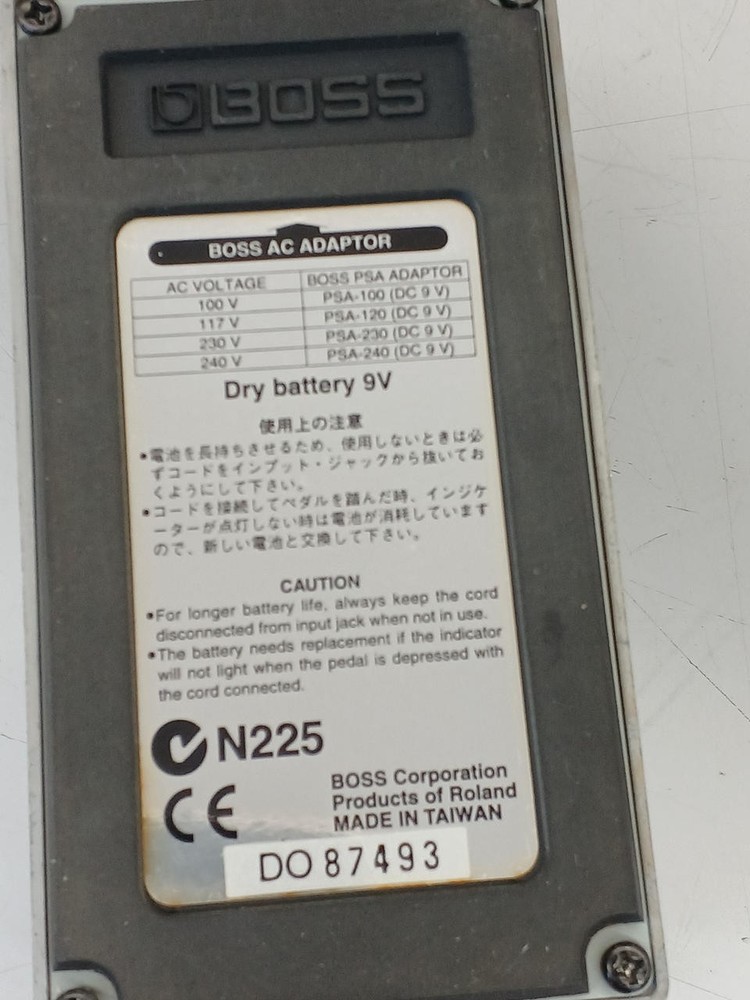 BOSS
BOSS AC ADAPTOR
AC VOLTAGE BOSS PSA ADAPTOR
100 V PSA-100 (DC 9 V)
117 V PSA-120 (DC 9 V)
230 V PSA-230 (DC 9 V)
240 V PSA-240 (DC 9 V)
Dry battery 9V
使用上の注意
•電池を長持ちさせるため、使用しないときは必
ずコードをインプット・ジャックから抜いてお
くようにして下さい。
•コードを接続してペダルを踏んだ時、インジケ
ーターが点灯しない時は電池が消耗しています
ので、新しい電池と交換して下さい。
CAUTION
•For longer battery life, always keep the cord
disconnected from input jack when not in use.
•The battery needs replacement if the indicator
will not light when the pedal is depressed with
the cord connected.
N225
CE
BOSS Corporation
Products of Roland
MADE IN TAIWAN
DO 87493